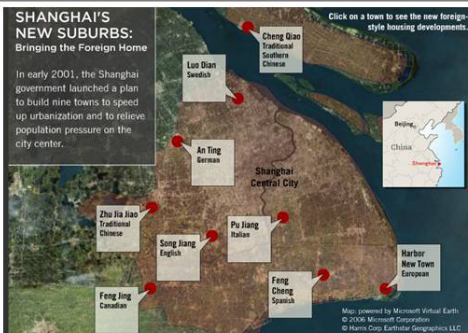 SHANGHAI'S
NEW SUBURBS:
Bringing the Foreign Home
In early 2001, the Shanghai
government launched a plan
to build nine towns to speed
up urbanization and to relieve
population pressure on the
city center.
Click on a town to see the new foreign-
style housing developments.
Cheng Qiao
Traditional
Southern
Chinese
Luo Dian
Swedish
An Ting
German
Shanghai
Central City
Beijing
China
Shanghai
Zhu Jia Jiao
Traditional
Chinese
Song Jiang
English
Pu Jiang
Italian
Feng Jing
Canadian
Feng
Cheng
Spanish
Harbor
New Town
European
Map: powered by Microsoft Virtual Earth
© 2006 Microsoft Corporation
© Harris Corp Earthstar Geographics LLC